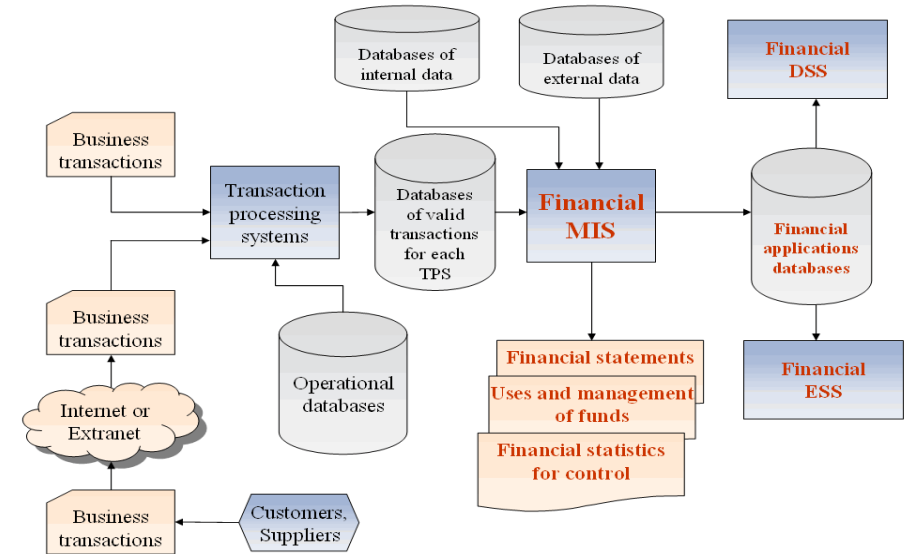 Databases of
internal data
Databases of
external data
Financial
DSS
Business
transactions
Transaction
processing
systems
Databases
of valid
transactions
for each
TPS
Financial
MIS
Financial
applications
databases
Business
transactions
Operational
databases
Internet or
Extranet
Financial statements
Uses and management
of funds
Financial statistics
for control
Financial
ESS
Business
transactions
Customers,
Suppliers